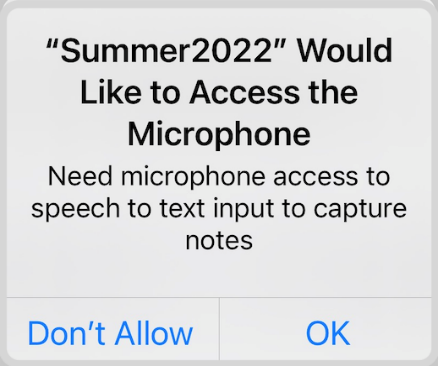 “Summer2022” Would
Like to Access the
Microphone
Need microphone access to
speech to text input to capture
notes
Don’t Allow
OK